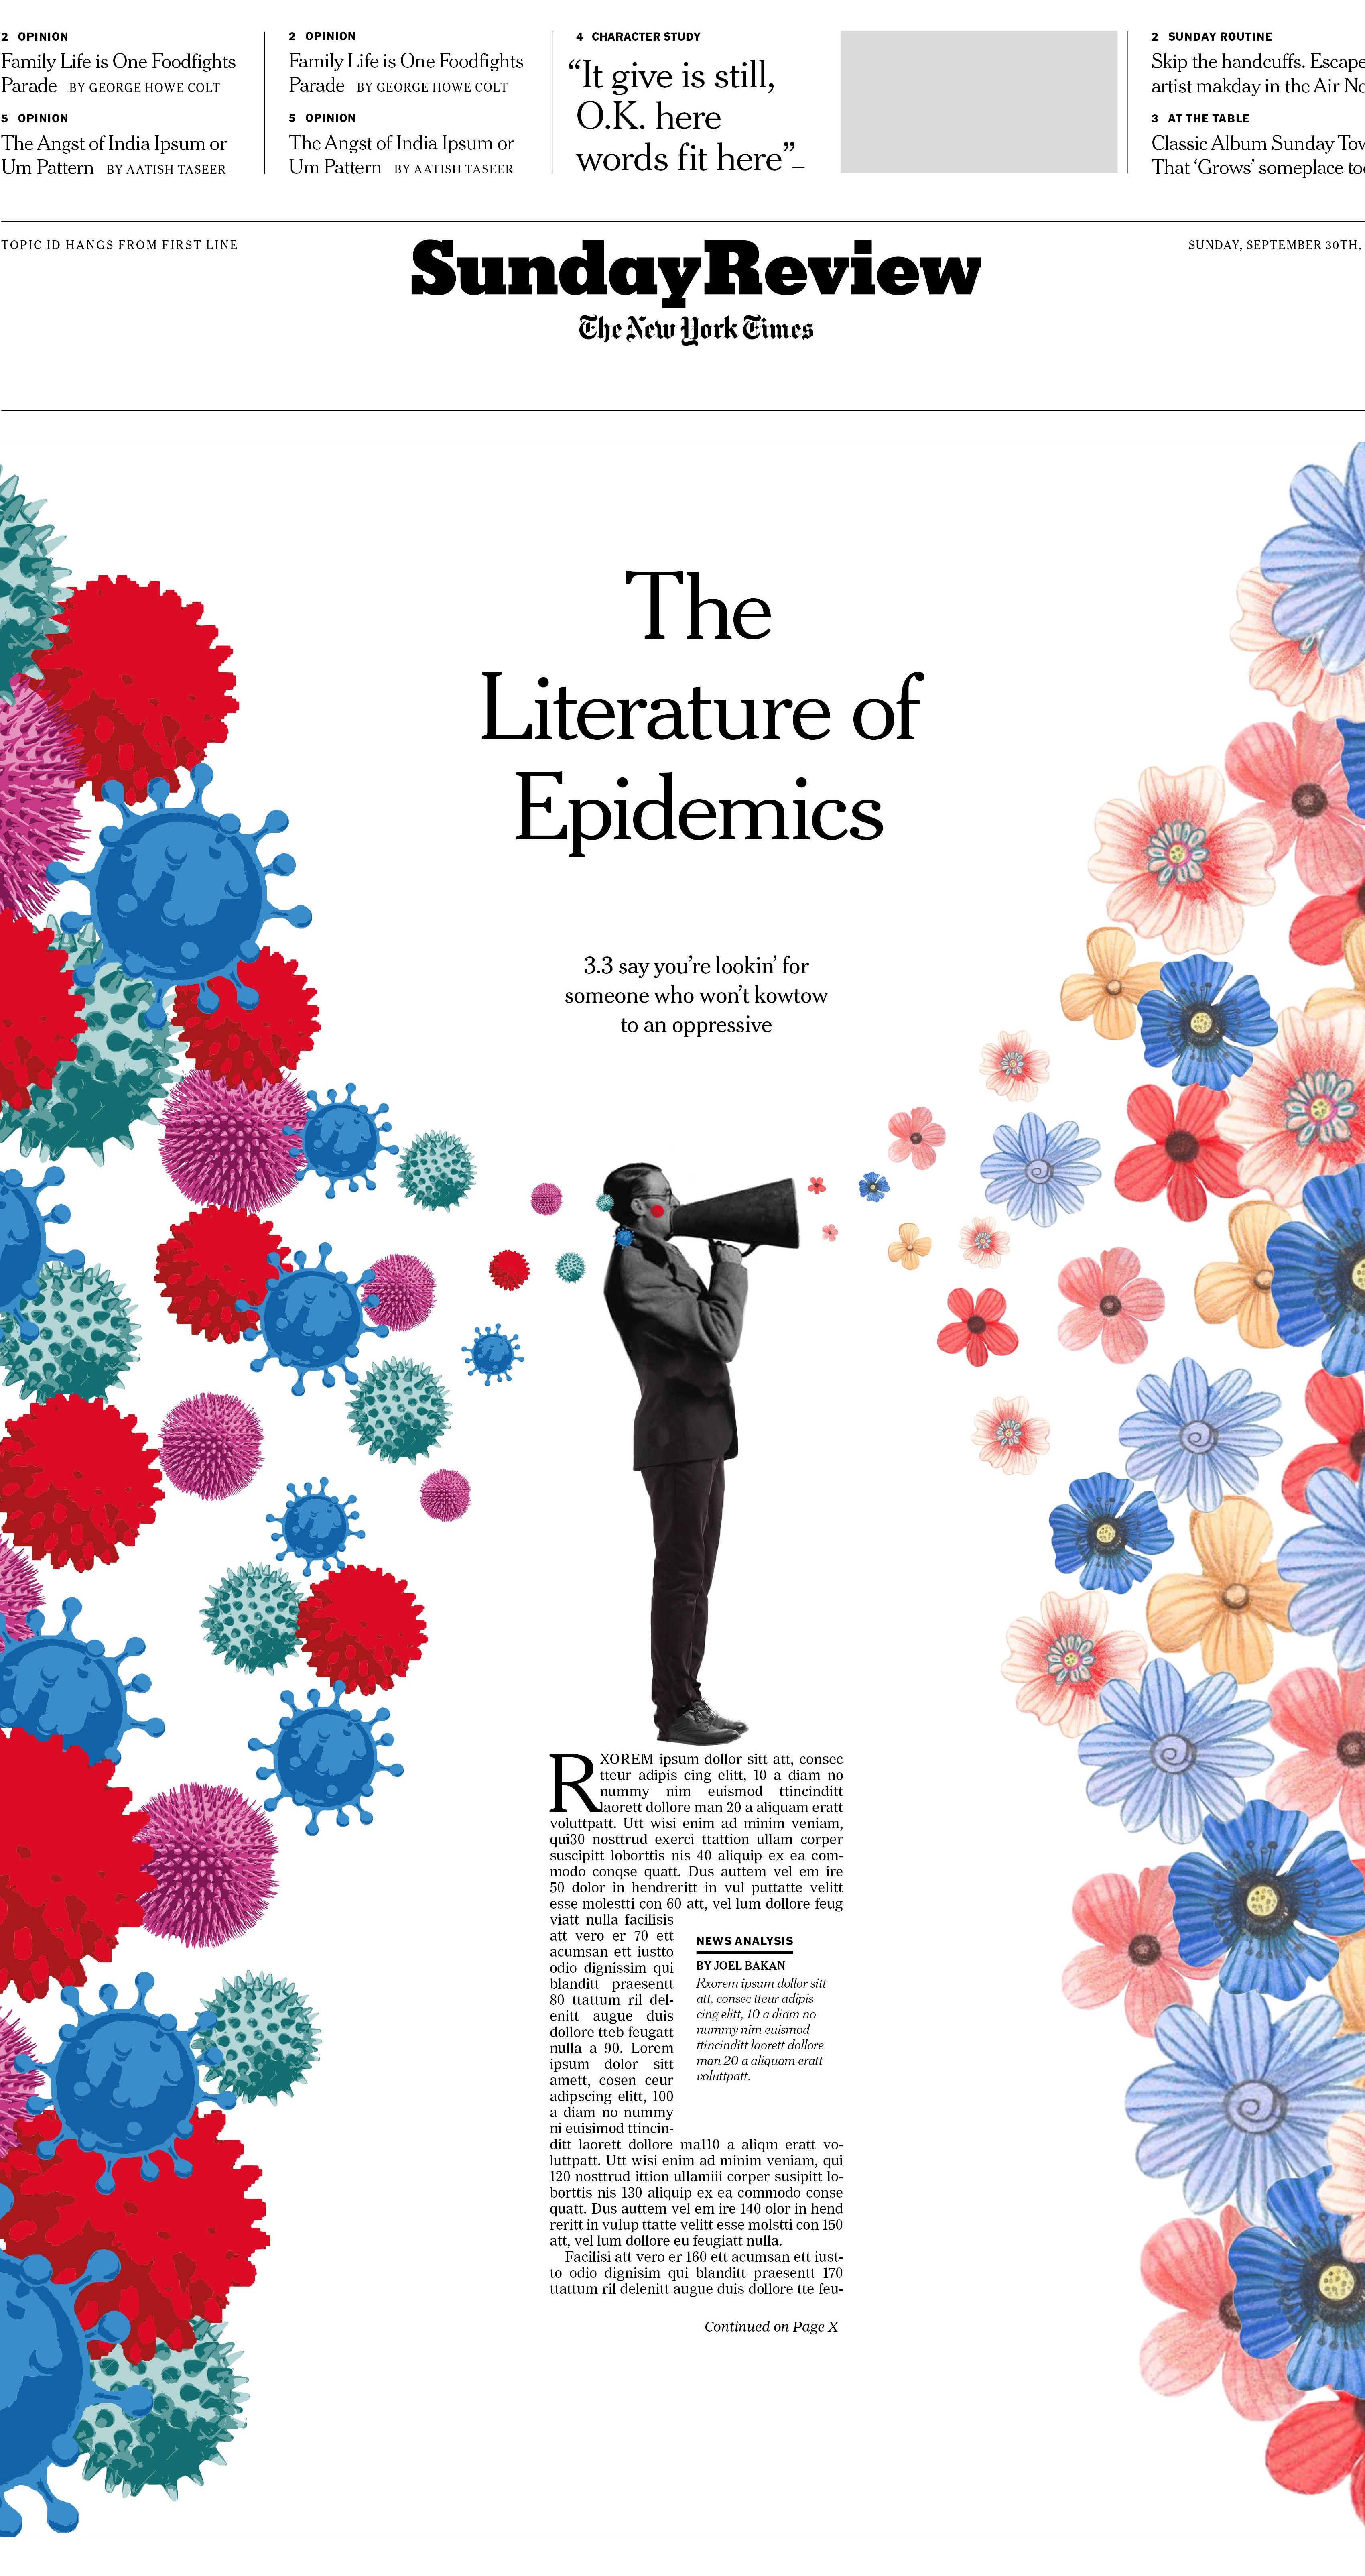 2 OPINION
Family Life is One Foodfights
Parade BY GEORGE HOWE COLT
5 OPINION
The Angst of India Ipsum or
Um Pattern BY AATISH TASEER
2 OPINION
Family Life is One Foodfights
Parade BY GEORGE HOWE COLT
5 OPINION
The Angst of India Ipsum or
Um Pattern BY AATISH TASEER
4 CHARACTER STUDY
“It give is still,
O.K. here
words fit here”_
2 SUNDAY ROUTINE
Skip the handcuffs. Escape
artist makday in the Air No
3 AT THE TABLE
Classic Album Sunday Tow
That ‘Grows’ someplace too
TOPIC ID HANGS FROM FIRST LINE
SundayReview
The New York Times
SUNDAY, SEPTEMBER 30TH,
The
Literature of
Epidemics
3.3 say you’re lookin’ for
someone who won’t kowtow
to an oppressive
RXOREM ipsum dollor sitt att, consec
tteur adipis cing elitt, 10 a diam no
nummy nim euismod ttincinditt
laorett dollore man 20 a aliquam eratt
voluttpatt. Utt wisi enim ad minim veniam,
qui30 nosttrud exerci ttattion ullam corper
suscipitt loborttis nis 40 aliquip ex ea com-
modo conqse quatt. Dus auttem vel em ire
50 dolor in hendreritt in vul puttatte velitt
esse molestti con 60 att, vel lum dollore feug
viatt nulla facilisis
att vero er 70 ett
acumsan ett iustto
odio dignissim qui
blanditt praesentt
80 ttattum ril del-
enitt augue duis
dollore tteb feugatt
nulla a 90. Lorem
ipsum dolor sitt
amett, cosen ceur
adipscing elitt, 100
a diam no nummy
ni euisimod ttincin-
ditt laorett dollore ma110 a aliqm eratt vo-
luttpatt. Utt wisi enim ad minim veniam, qui
120 nosttrud ittion ullamiii corper susipitt lo-
borttis nis 130 aliquip ex ea commodo conse
quatt. Dus auttem vel em ire 140 olor in hend
reritt in vulup ttatte velitt esse molstti con 150
att, vel lum dollore eu feugiatt nulla.
Facilisi att vero er 160 ett acumsan ett iust-
to odio dignisim qui blanditt praesentt 170
ttattum ril delenitt augue duis dollore tte feu-
NEWS ANALYSIS
BY JOEL BAKAN
Rxorem ipsum dollor sitt
att, consec tteur adipis
cing elitt, 10 a diam no
nummy nim euismod
ttincinditt laorett dollore
man 20 a aliquam eratt
voluttpatt.
Continued on Page X